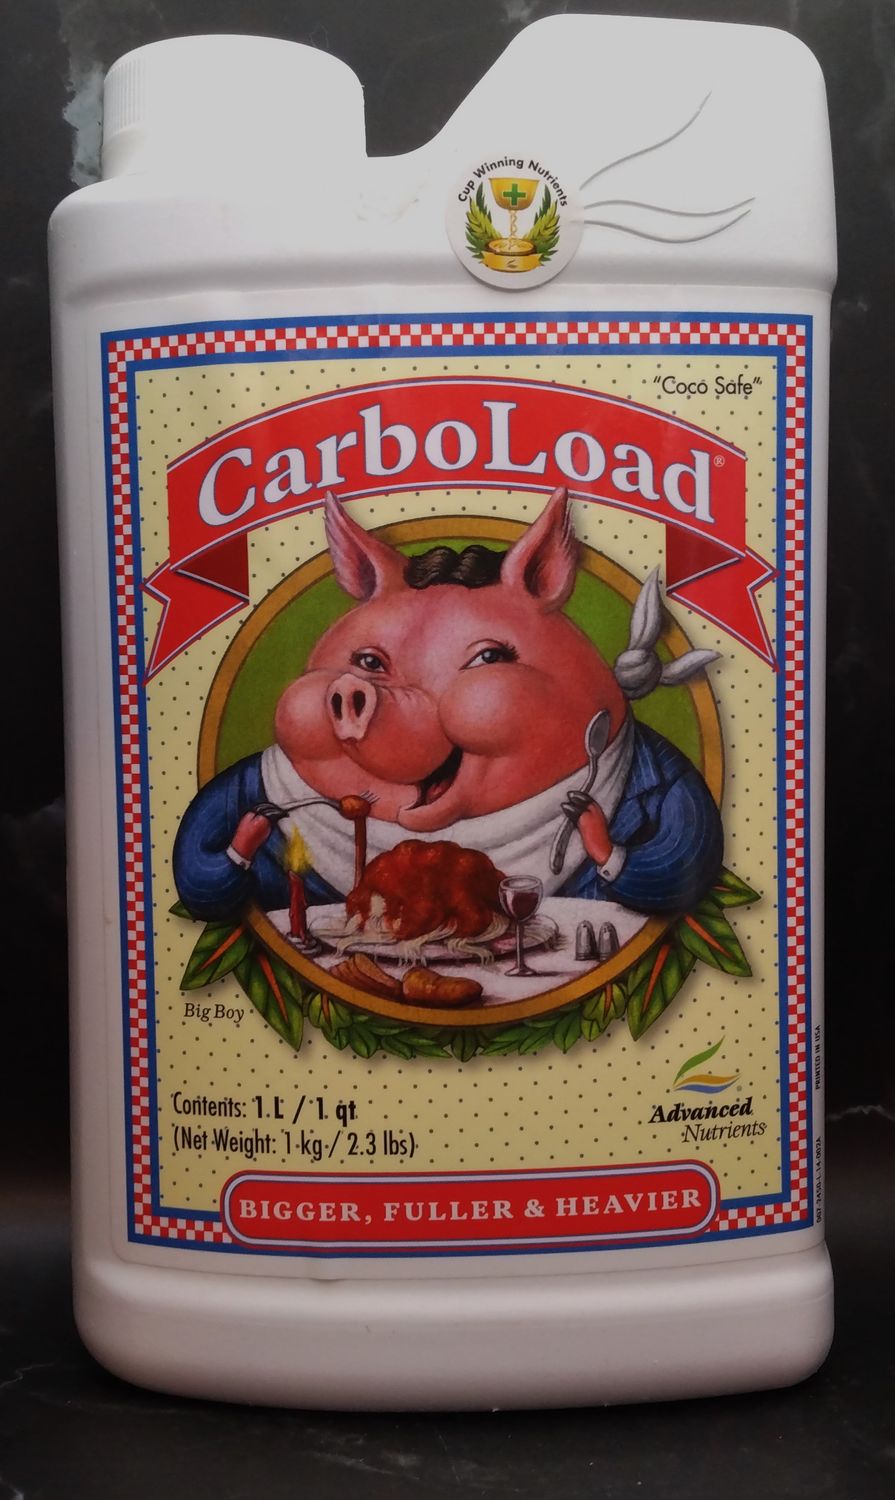 Cup Winning Nutrients
"Coco Safe"
CarboLoad®
Big Boy
Contents: 1 L / 1 qt
(Net Weight: 1 kg / 2.3 lbs)
Advanced
Nutrients
BIGGER, FULLER & HEAVIER
PRINTED IN USA